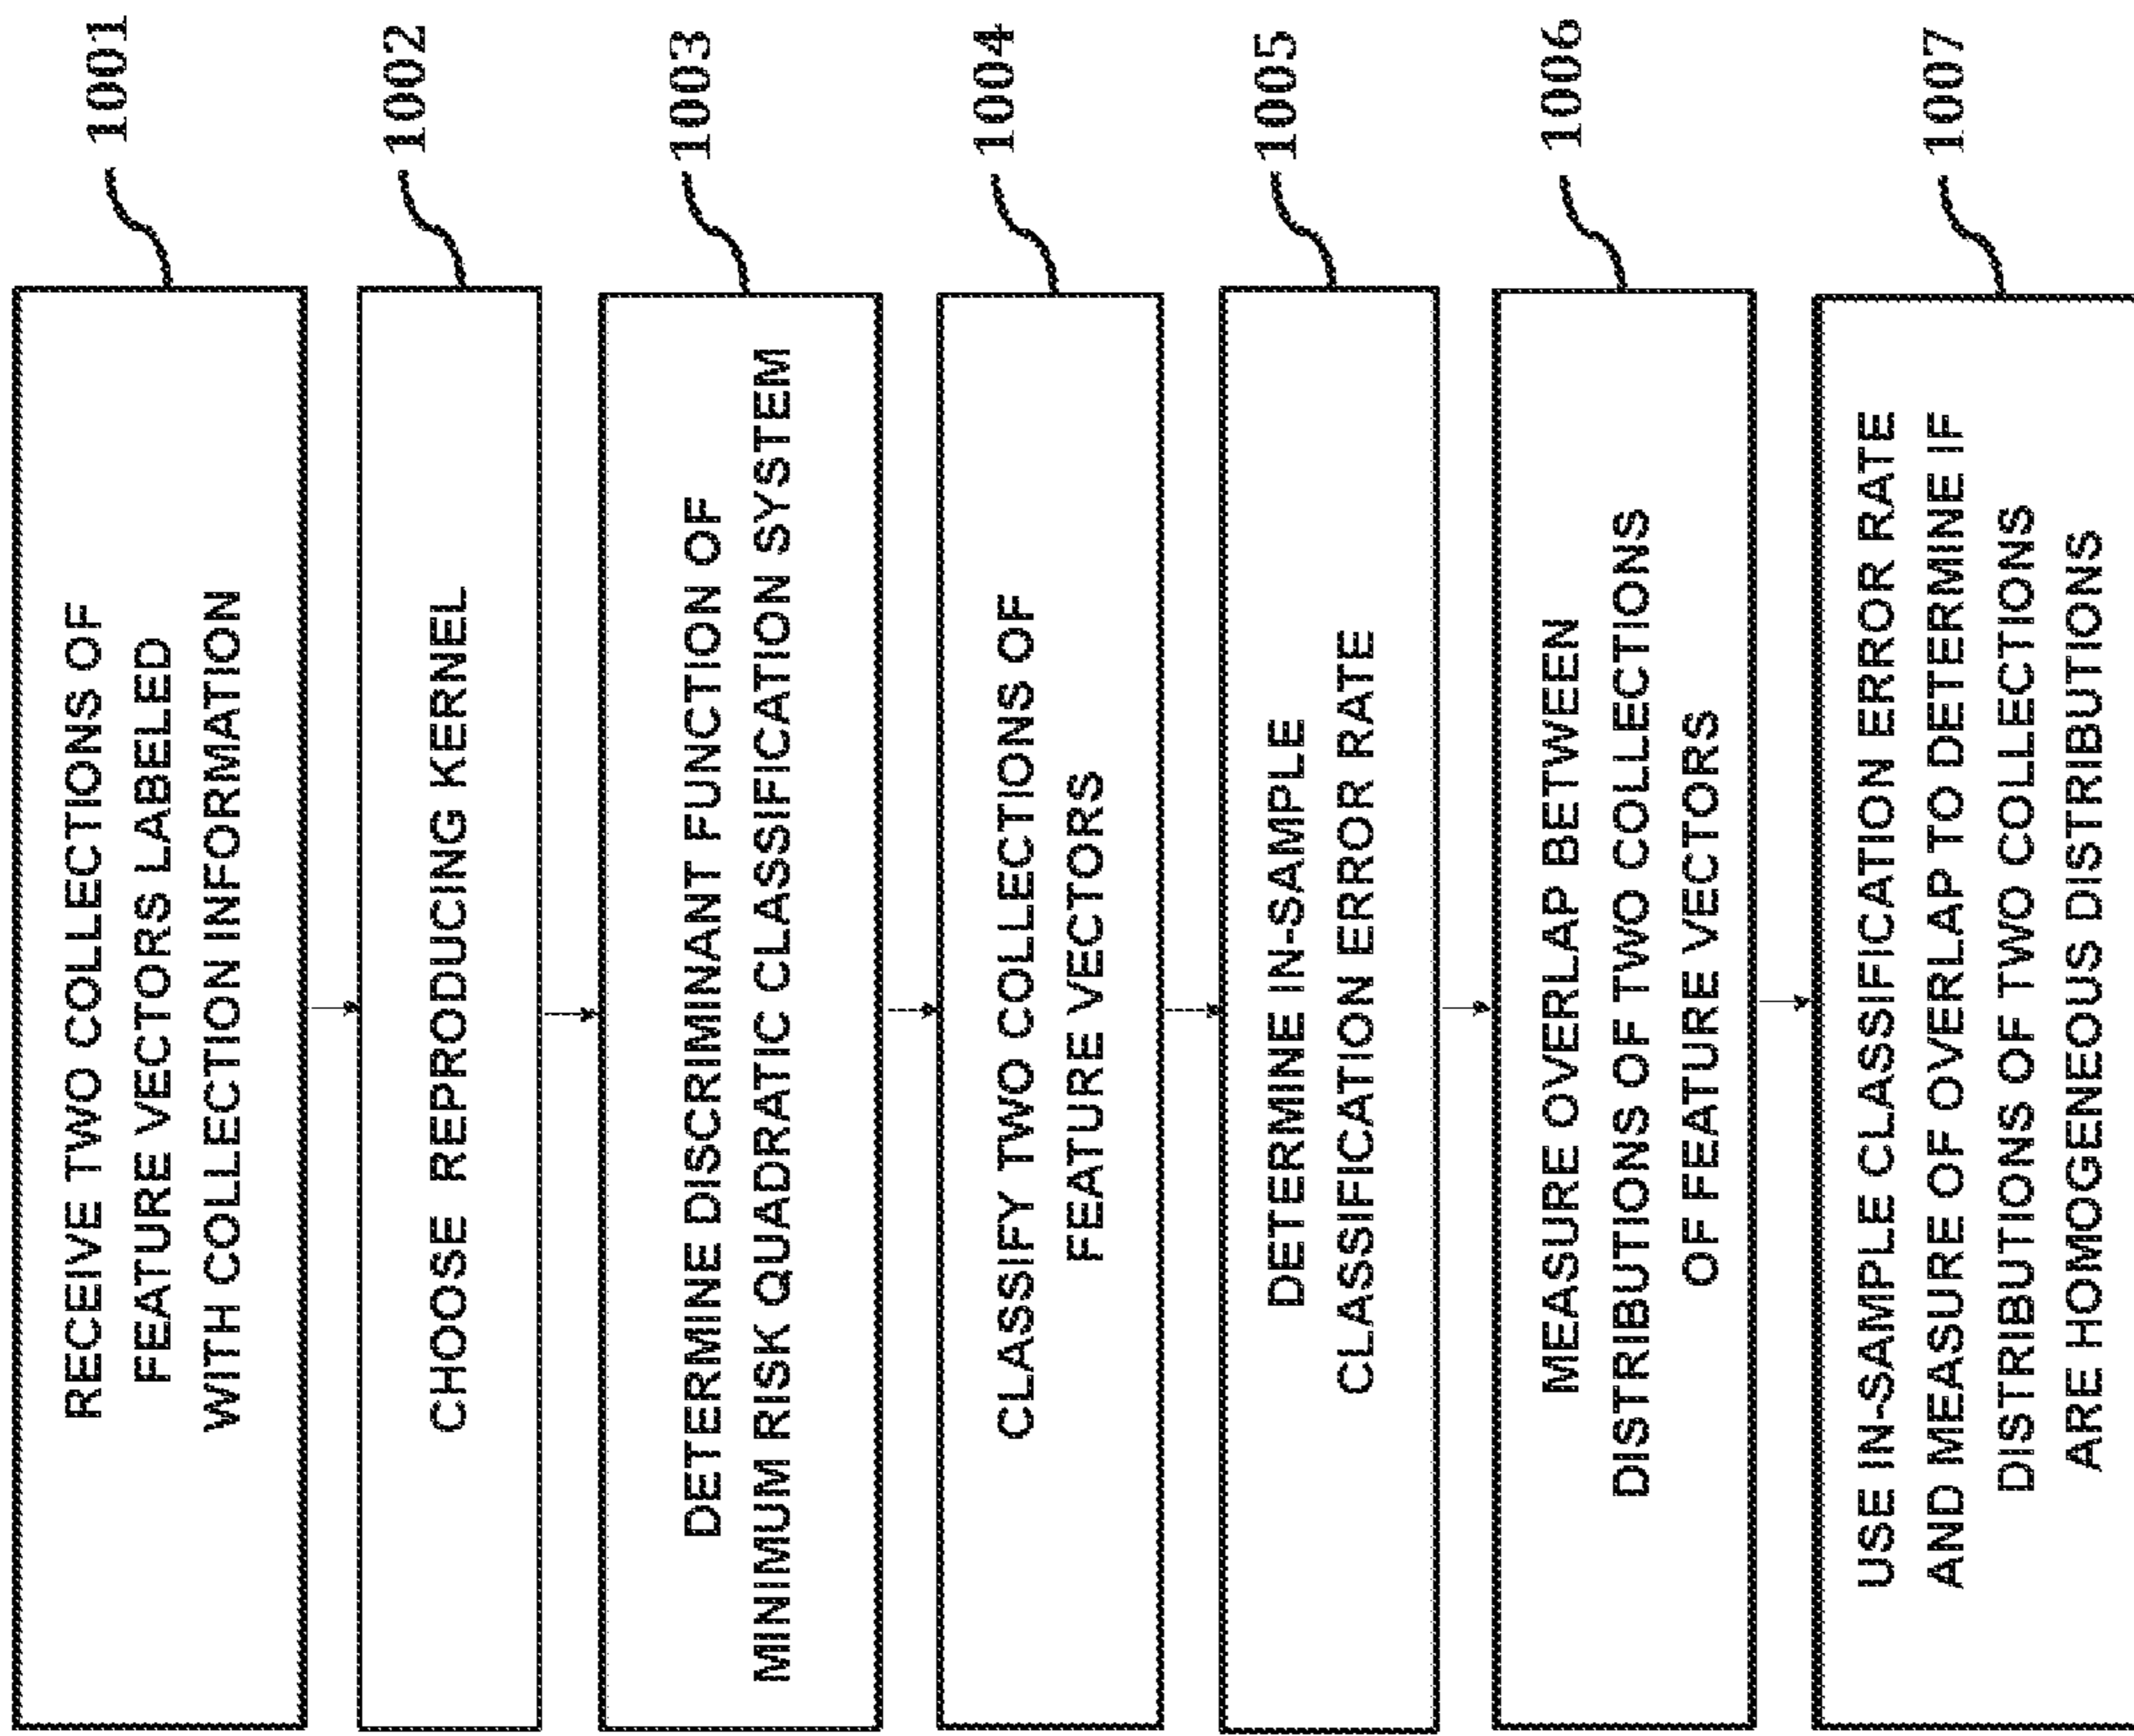 RECEIVE TWO COLLECTIONS OF
FEATURE VECTORS LABELED
WITH COLLECTION INFORMATION
1001
CHOOSE REPRODUCING KERNEL
1002
DETERMINE DISCRIMINANT FUNCTION OF
MINIMUM RISK QUADRATIC CLASSIFICATION SYSTEM
1003
CLASSIFY TWO COLLECTIONS OF
FEATURE VECTORS
1004
DETERMINE IN-SAMPLE
CLASSIFICATION ERROR RATE
1005
MEASURE OVERLAP BETWEEN
DISTRIBUTIONS OF TWO COLLECTIONS
OF FEATURE VECTORS
1006
USE IN-SAMPLE CLASSIFICATION ERROR RATE
AND MEASURE OF OVERLAP TO DETERMINE IF
DISTRIBUTIONS OF TWO COLLECTIONS
ARE HOMOGENEOUS DISTRIBUTIONS
1007